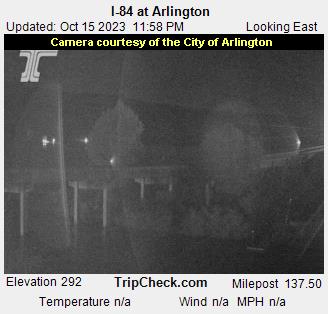 I-84 at Arlington
Updated: Oct 15 2023 11:58 PM Looking East
Camera courtesy of the City of Arlington
Elevation 292 TripCheck.com Milepost 137.50
Temperature n/a Wind n/a MPH n/a